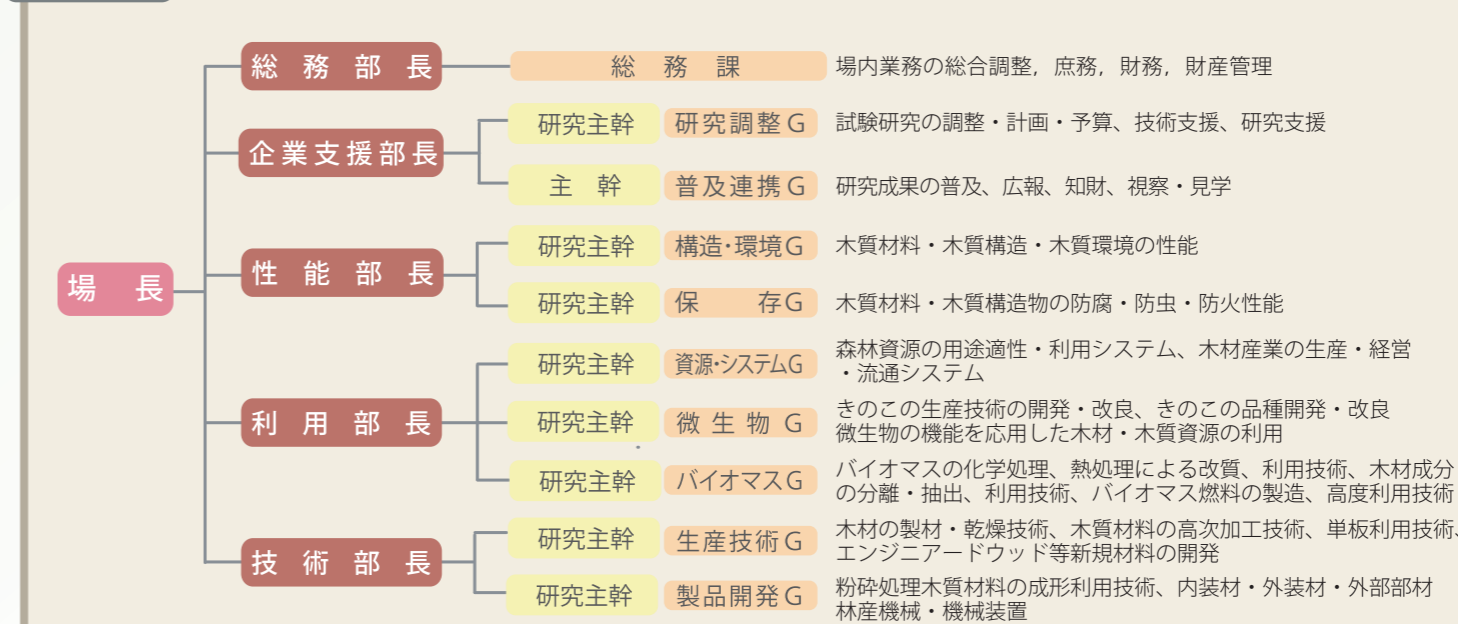 場長
総務部長
総務課
場内業務の総合調整，庶務，財務，財産管理
企業支援部長
研究主幹 研究調整G
試験研究の調整・計画・予算、技術支援、研究支援
主幹 普及連携G
研究成果の普及、広報、知財、視察・見学
性能部長
研究主幹 構造・環境G
木質材料・木質構造・木質環境の性能
研究主幹 保存G
木質材料・木質構造物の防腐・防虫・防火性能
利用部長
研究主幹 資源・システムG
森林資源の用途適性・利用システム、木材産業の生産・経営
・流通システム
研究主幹 微生物G
きのこの生産技術の開発・改良、きのこの品種開発・改良
微生物の機能を応用した木材・木質資源の利用
研究主幹 バイオマスG
バイオマスの化学処理、熱処理による改質、利用技術、木材成分
の分離・抽出、利用技術、バイオマス燃料の製造、高度利用技術
技術部長
研究主幹 生産技術G
木材の製材・乾燥技術、木質材料の高次加工技術、単板利用技術、
エンジニアードウッド等新規材料の開発
研究主幹 製品開発G
粉砕処理木質材料の成形利用技術、内装材・外装材・外部部材
林産機械・機械装置